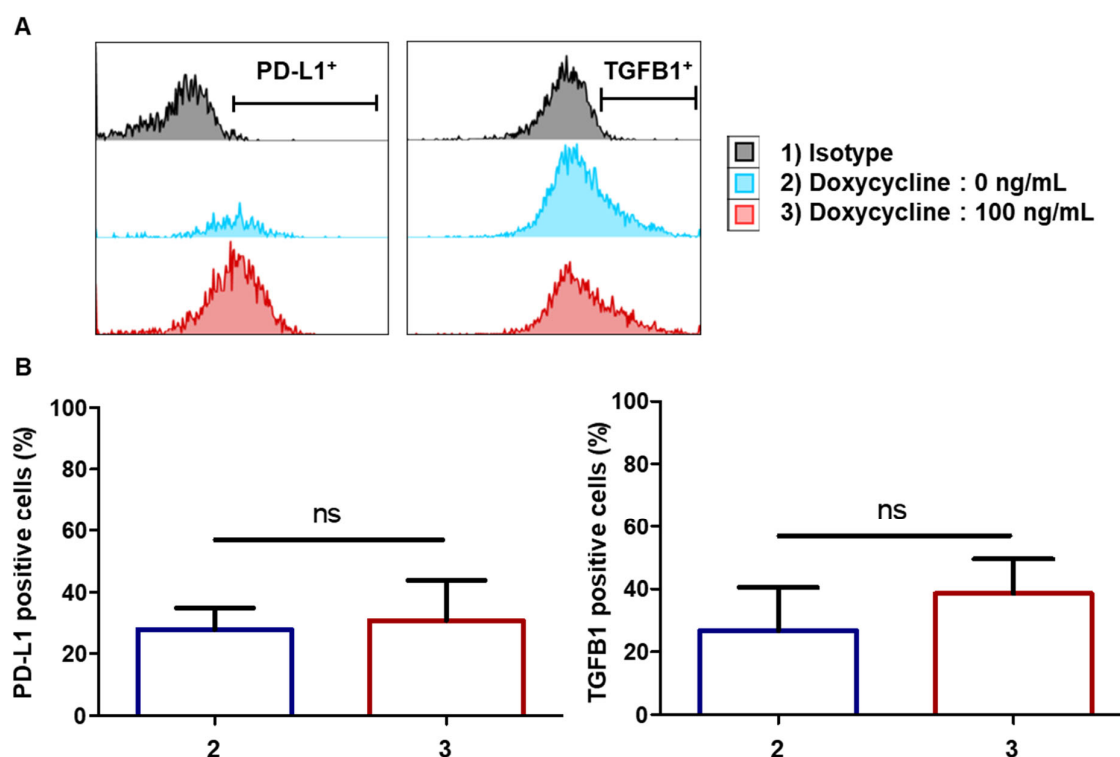 A
PD-L1⁺
TGFB1⁺
1) Isotype
2) Doxycycline : 0 ng/mL
3) Doxycycline : 100 ng/mL
B
PD-L1 positive cells (%)
100
80
60
40
20
0
ns
2
3
TGFB1 positive cells (%)
100
80
60
40
20
0
ns
2
3